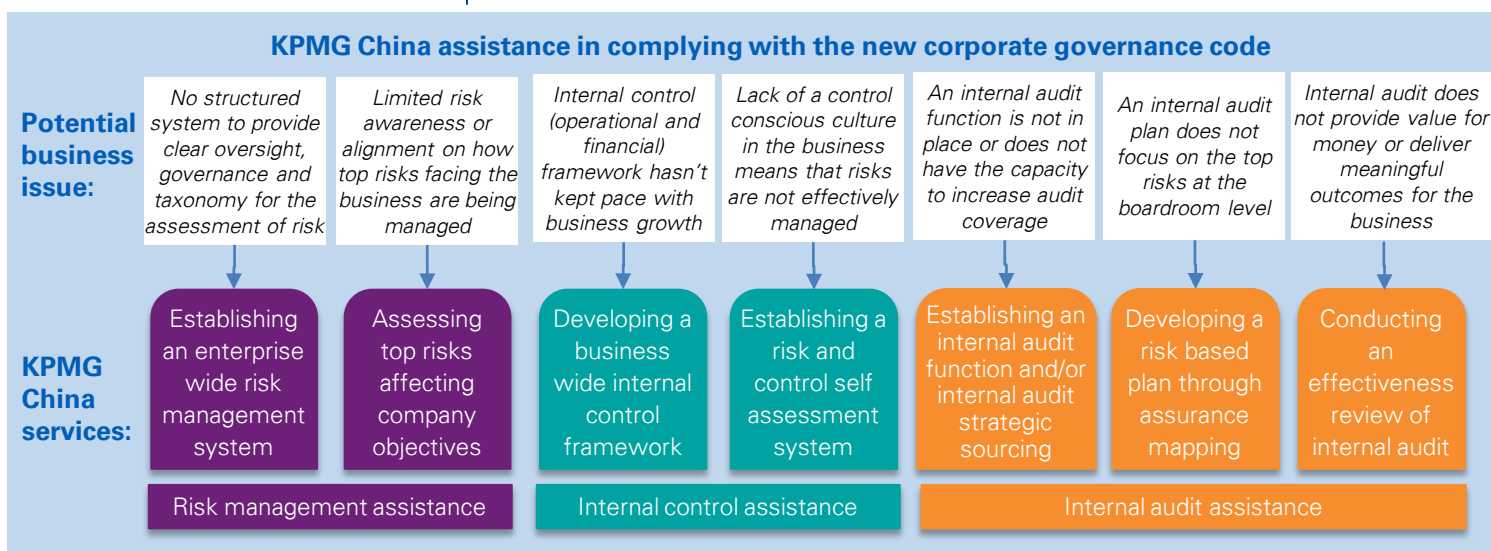 KPMG China assistance in complying with the new corporate governance code
Potential
business
issue:
No structured
system to provide
clear oversight,
governance and
taxonomy for the
assessment of risk
Limited risk
awareness or
alignment on how
top risks facing the
business are being
managed
Internal control
(operational and
financial)
framework hasn't
kept pace with
business growth
Lack of a control
conscious culture
in the business
means that risks
are not effectively
managed
An internal audit
function is not in
place or does not
have the capacity
to increase audit
coverage
An internal audit
plan does not
focus on the top
risks at the
boardroom level
Internal audit does
not provide value for
money or deliver
meaningful
outcomes for the
business
KPMG
China
services:
Establishing
an enterprise
wide risk
management
system
Assessing
top risks
affecting
company
objectives
Developing a
business
wide internal
control
framework
Establishing a
risk and
control self
assessment
system
Establishing an
internal audit
function and/or
internal audit
strategic
sourcing
Developing a
risk based
plan through
assurance
mapping
Conducting
an
effectiveness
review of
internal audit
Risk management assistance
Internal control assistance
Internal audit assistance